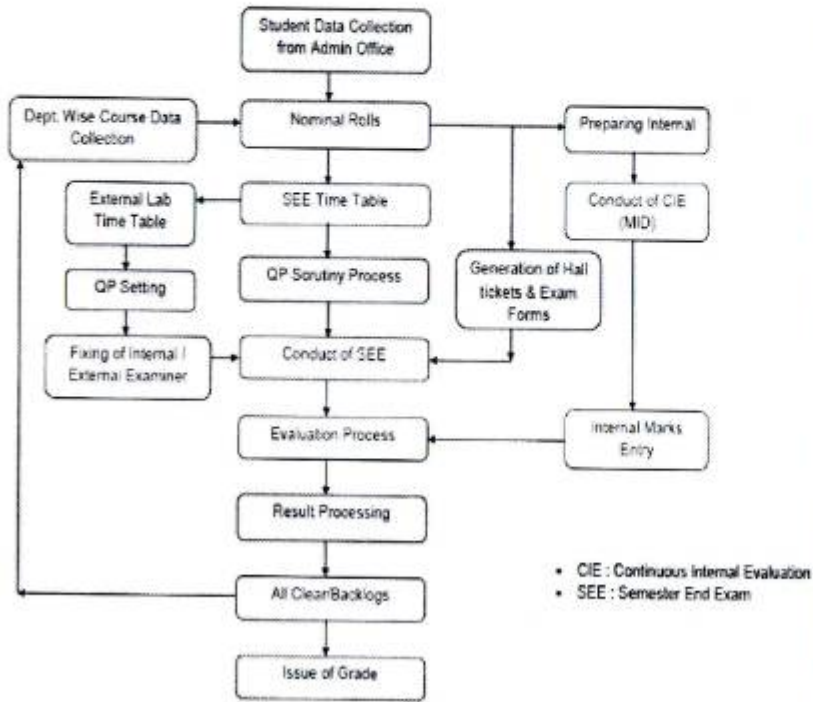 Student Data Collection
from Admin Office
Dept. Wise Course Data
Collection
Nominal Rolls
Preparing Internal
External Lab
Time Table
SEE Time Table
Conduct of CIE
(MID)
QP Setting
QP Scrutiny Process
Generation of Hall
tickets & Exam
Forms
Fixing of Internal /
External Examiner
Conduct of SEE
Evaluation Process
Internal Marks
Entry
Result Processing
• CIE : Continuous Internal Evaluation
• SEE : Semester End Exam
All Clear/Backlogs
Issue of Grade